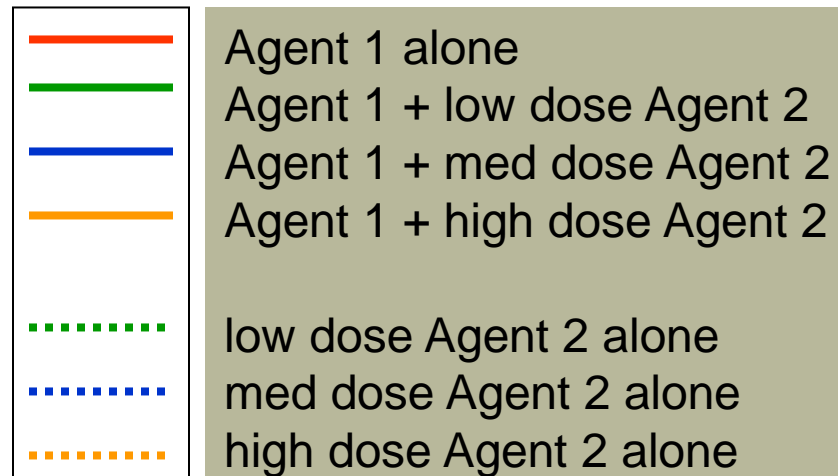 Agent 1 alone
Agent 1 + low dose Agent 2
Agent 1 + med dose Agent 2
Agent 1 + high dose Agent 2
low dose Agent 2 alone
med dose Agent 2 alone
high dose Agent 2 alone